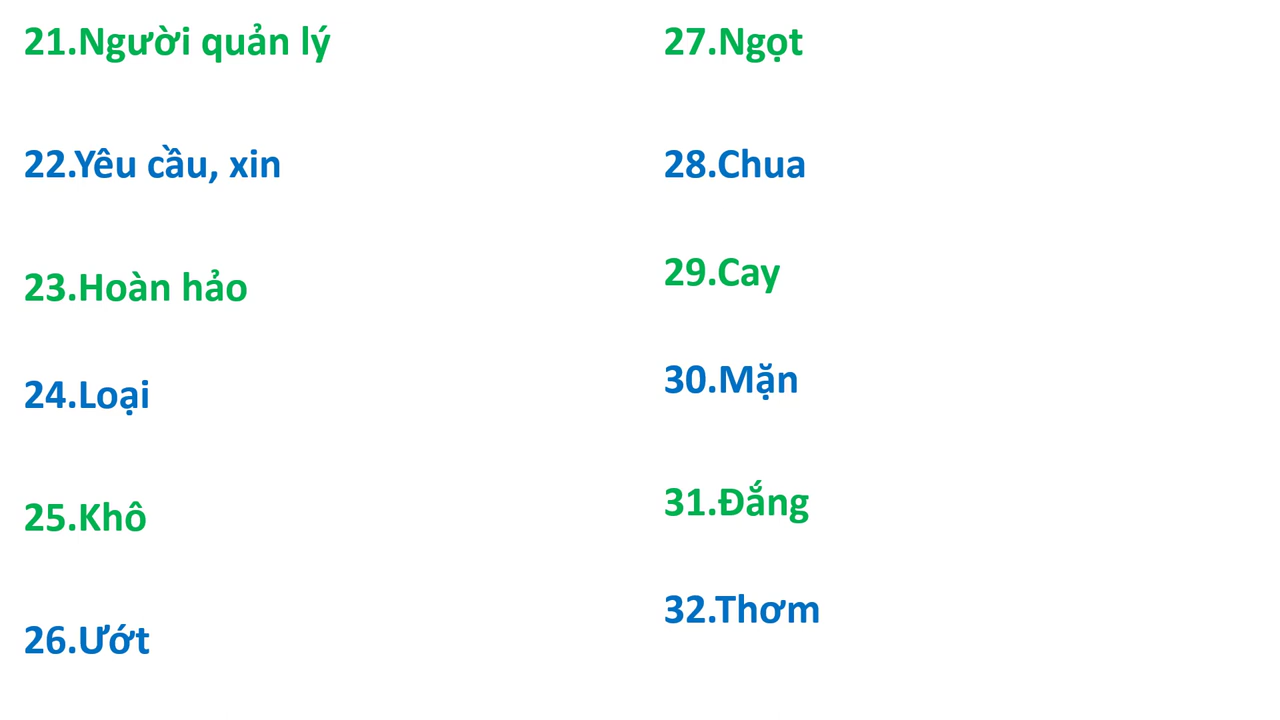 21.Người quản lý
22.Yêu cầu, xin
23.Hoàn hảo
24.Loại
25.Khô
26.Ướt
27.Ngọt
28.Chua
29.Cay
30.Mặn
31.Đắng
32.Thơm